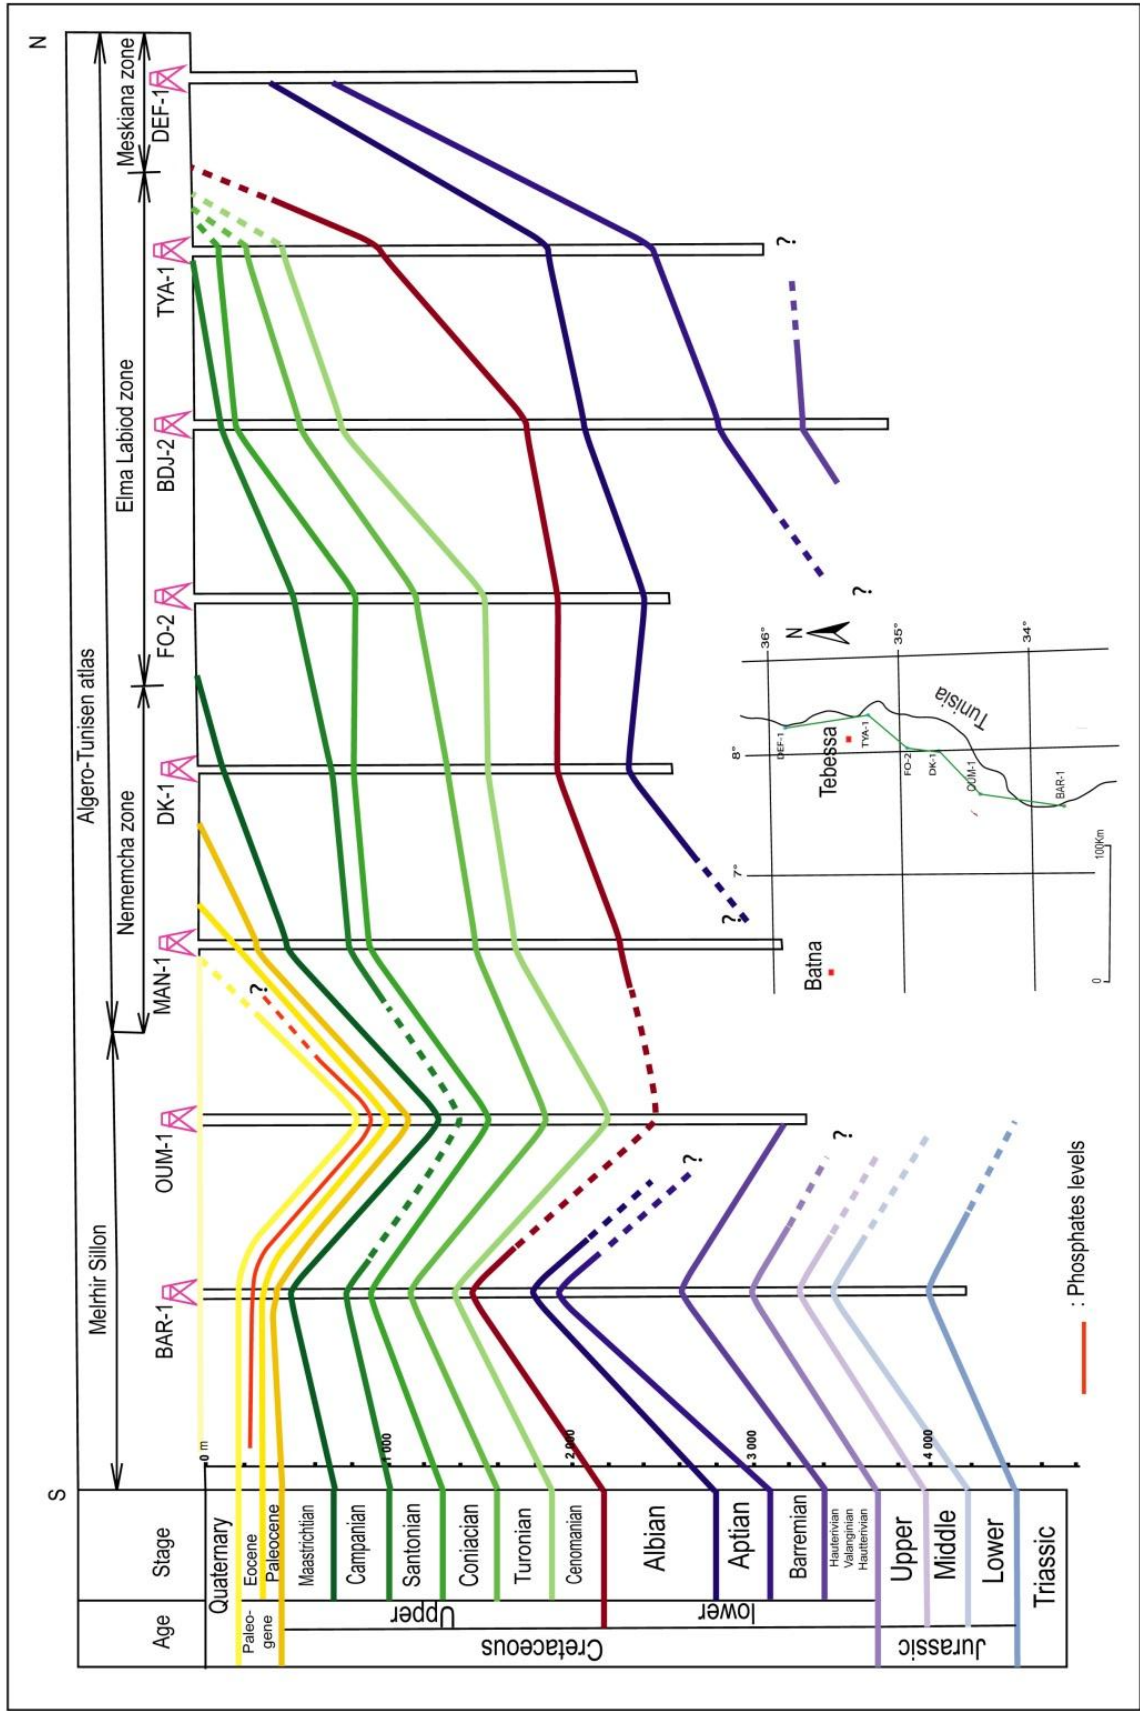 S
N
Algero-Tunisen atlas
Melrhir Sillon
Nememcha zone
Elma Labiod zone
Meskiana zone
BAR-1
OUM-1
MAN-1
DK-1
FO-2
BDJ-2
TYA-1
DEF-1
Age
Stage
Quaternary
Paleo-
gene
Eocene
Paleocene
Cretaceous
Upper
Maastrichtian
Campanian
Santonian
Coniacian
Turonian
Cenomanian
lower
Albian
Aptian
Barremian
Hauterivian
Valanginian
Hautterivian
Jurassic
Upper
Middle
Lower
Triassic
0 m
1 000
2 000
3 000
4 000
?
?
?
?
?
?
: Phosphates levels
N
36°
35°
34°
8°
7°
DEF-1
Tebessa
TYA-1
FO-2
DK-1
OUM-1
BAR-1
Tunisia
Batna
0
100Km